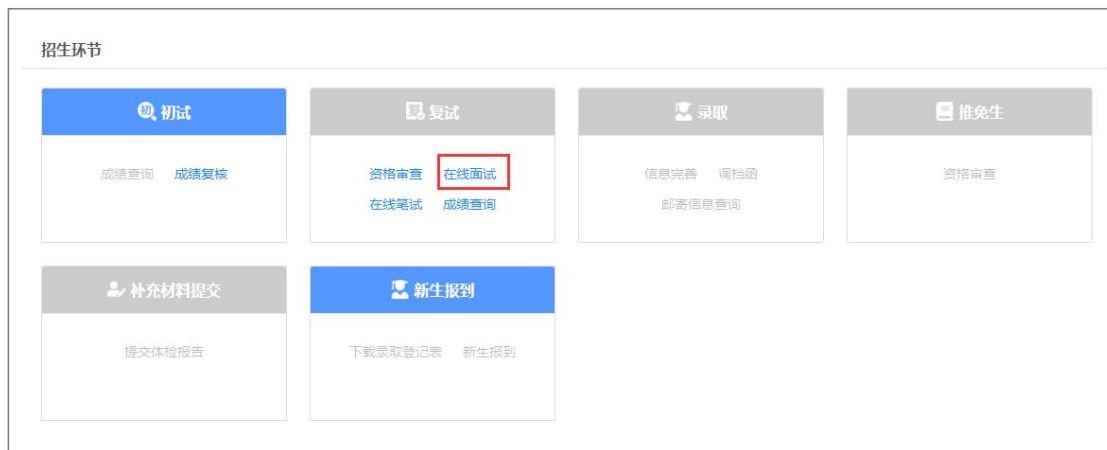 招生环节
初试
复试
录取
推免生
成绩查询 成绩复核
资格审查 在线面试
信息完善 调档函
资格审查
在线笔试 成绩查询
邮寄信息查询
补充材料提交
新生报到
提交体检报告
下载录取登记表 新生报到